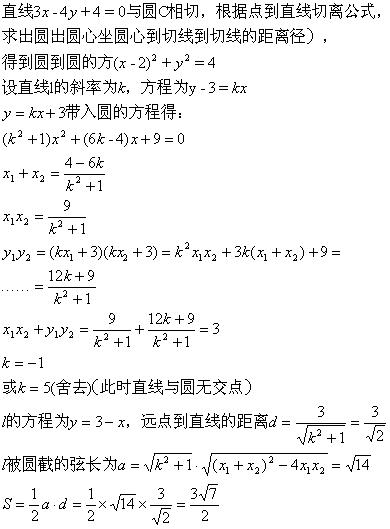 直线3x-4y+4=0与圆C相切，根据点到直线切离公式，
求出圆出圆心坐圆心到切线到切线的距离径），
得到圆到圆的方(x-2)²+y²=4
设直线l的斜率为k，方程为y-3=kx
y=kx+3带入圆的方程得：
(k²+1)x²+(6k-4)x+9=0
x₁+x₂=(4-6k)/(k²+1)
x₁x₂=9/(k²+1)
y₁y₂=(kx₁+3)(kx₂+3)=k²x₁x₂+3k(x₁+x₂)+9=
……=(12k+9)/(k²+1)
x₁x₂+y₁y₂=9/(k²+1)+(12k+9)/(k²+1)=3
k=-1
或k=5(舍去)(此时直线与圆无交点)
l的方程为y=3-x，远点到直线的距离d=3/√(k²+1)=3/√2
l被圆截的弦长为a=√(k²+1)·√((x₁+x₂)²-4x₁x₂)=√14
S=1/2a·d=1/2×√14×3/√2=3√7/2